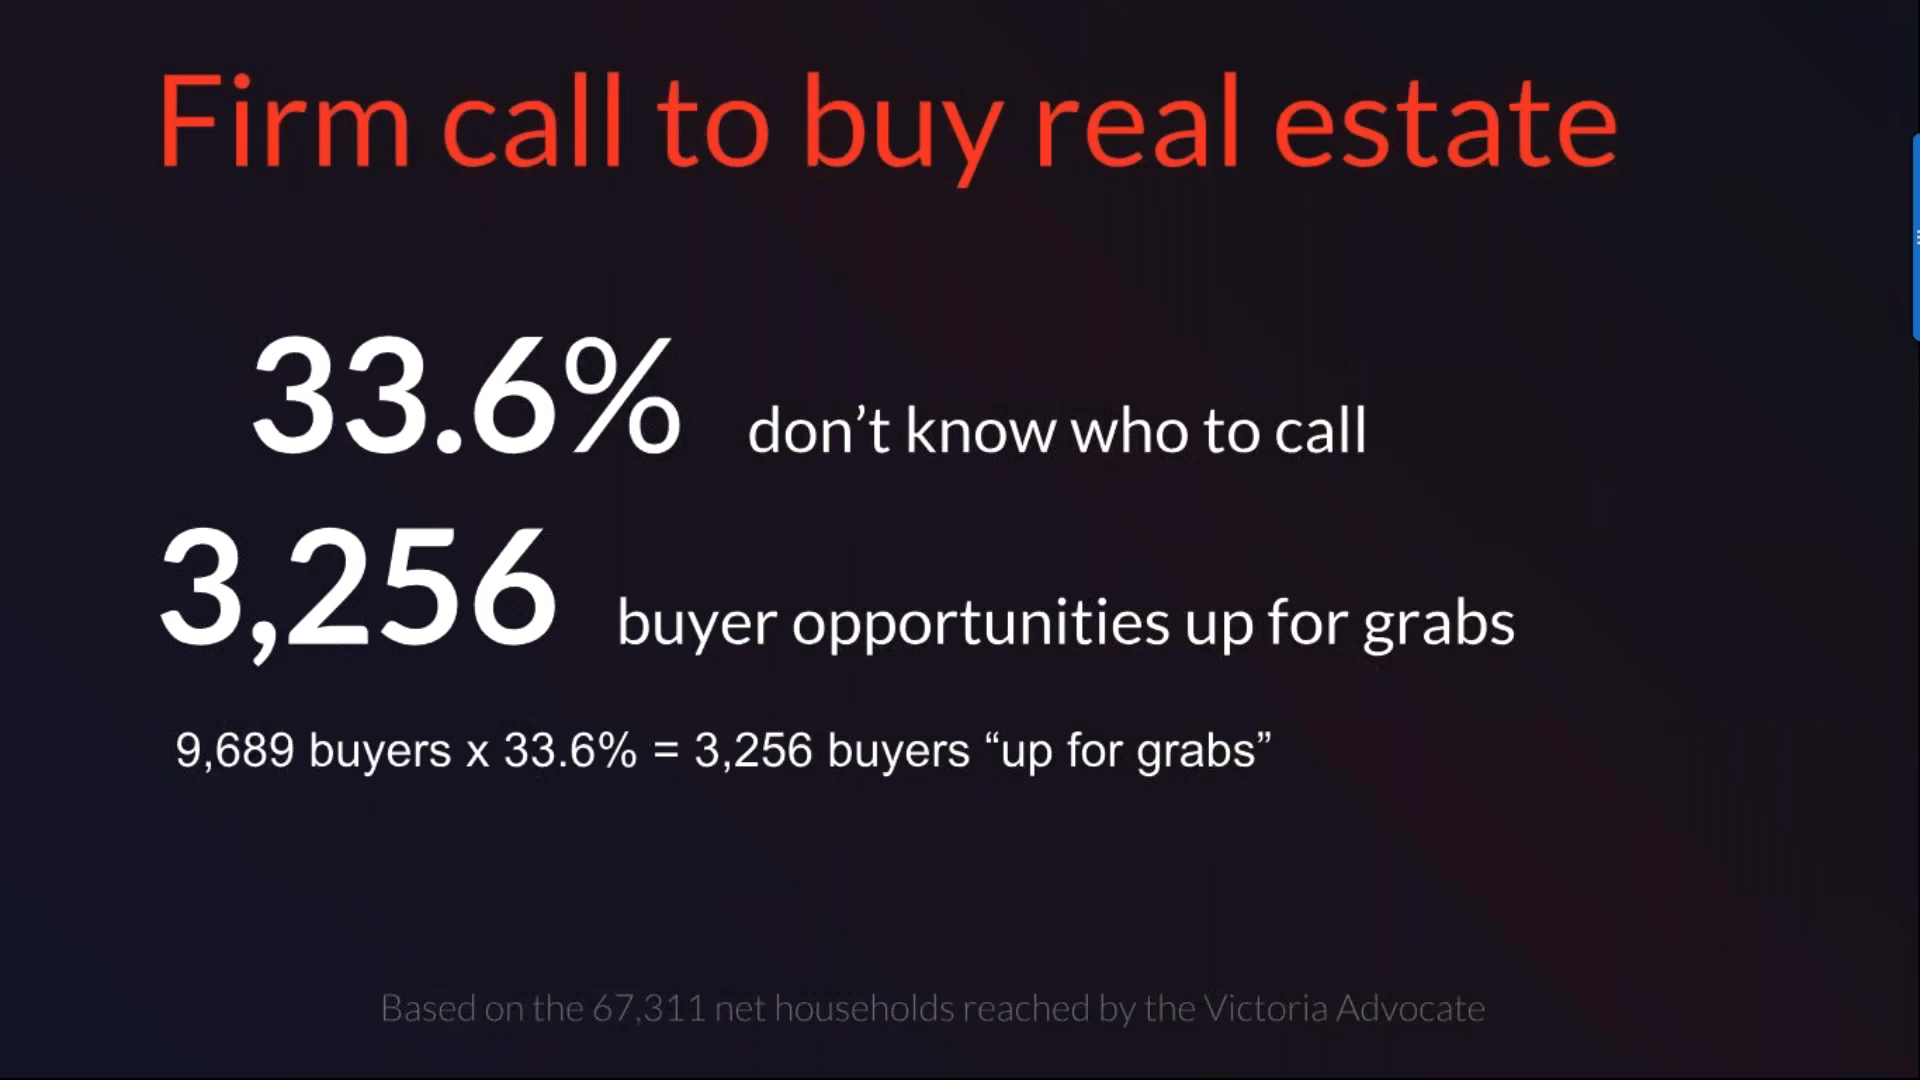 Firm call to buy real estate
33.6% don’t know who to call
3,256 buyer opportunities up for grabs
9,689 buyers x 33.6% = 3,256 buyers “up for grabs”
Based on the 67,311 net households reached by the Victoria Advocate